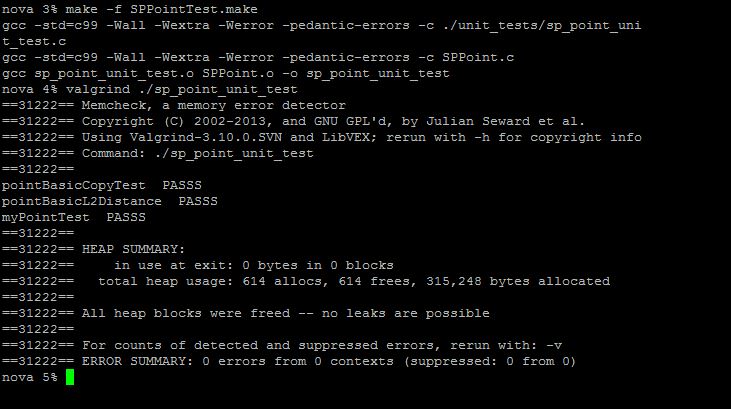 nova 3% make -f SPPointTest.make
gcc -std=c99 -Wall -Wextra -Werror -pedantic-errors -c ./unit_tests/sp_point_uni
t_test.c
gcc -std=c99 -Wall -Wextra -Werror -pedantic-errors -c SPPoint.c
gcc sp_point_unit_test.o SPPoint.o -o sp_point_unit_test
nova 4% valgrind ./sp_point_unit_test
==31222== Memcheck, a memory error detector
==31222== Copyright (C) 2002-2013, and GNU GPL'd, by Julian Seward et al.
==31222== Using Valgrind-3.10.0.SVN and LibVEX; rerun with -h for copyright info
==31222== Command: ./sp_point_unit_test
==31222==
pointBasicCopyTest  PASSS
pointBasicL2Distance  PASSS
myPointTest  PASSS
==31222==
==31222== HEAP SUMMARY:
==31222==     in use at exit: 0 bytes in 0 blocks
==31222==   total heap usage: 614 allocs, 614 frees, 315,248 bytes allocated
==31222==
==31222== All heap blocks were freed -- no leaks are possible
==31222==
==31222== For counts of detected and suppressed errors, rerun with: -v
==31222== ERROR SUMMARY: 0 errors from 0 contexts (suppressed: 0 from 0)
nova 5%